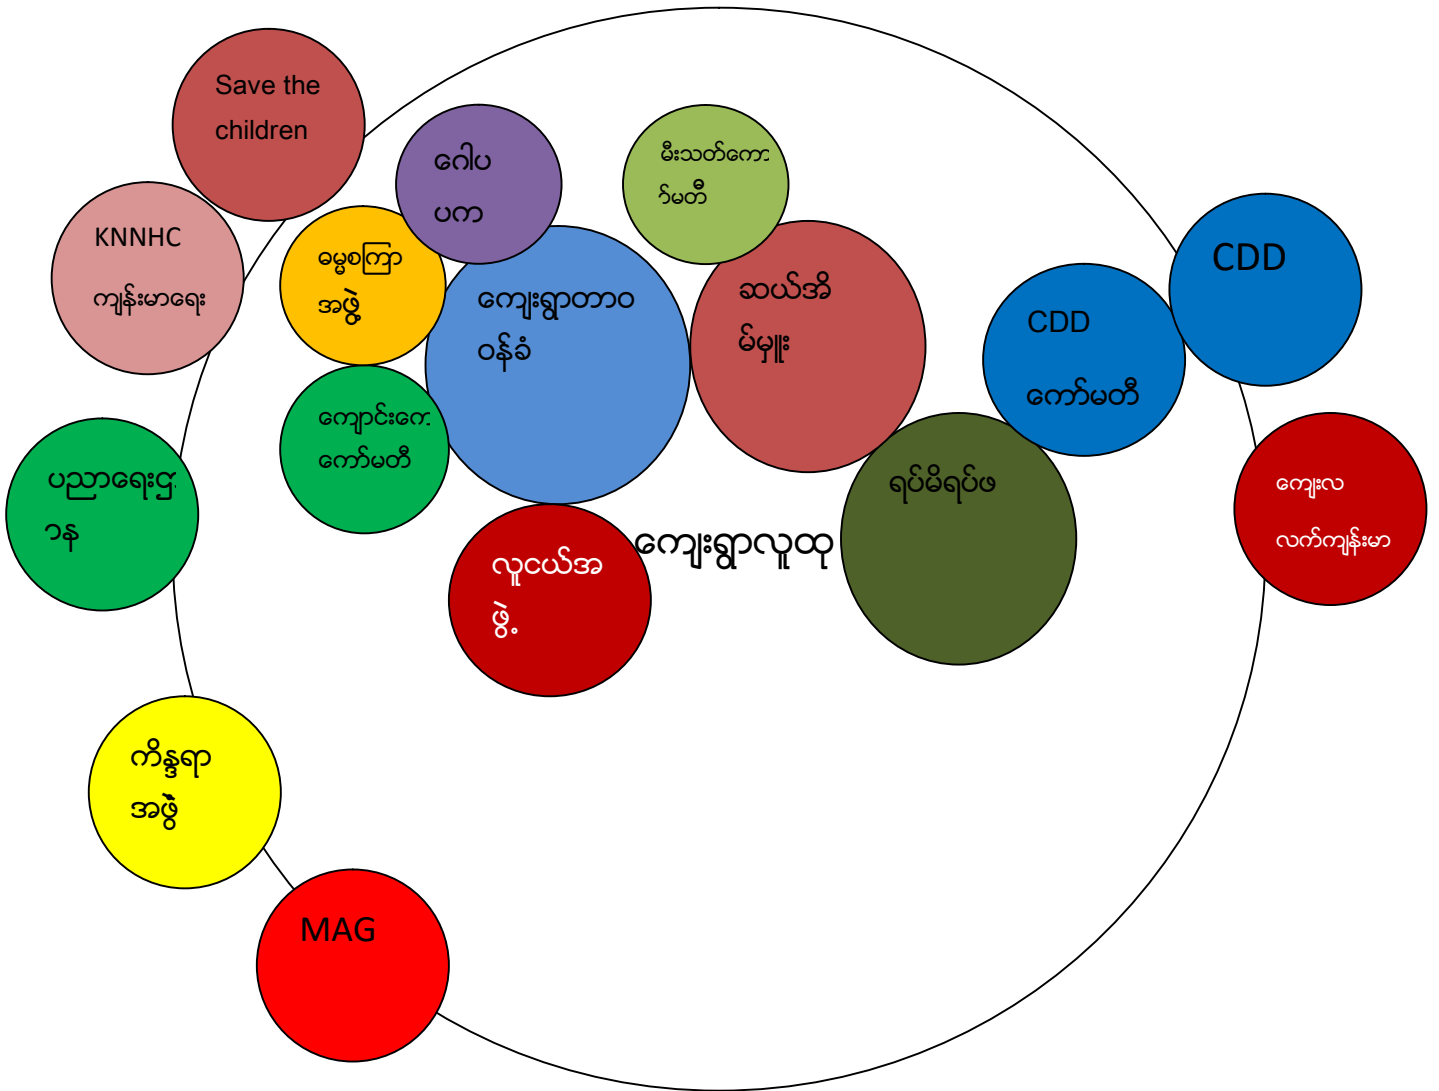 Save the
children
ဂေါပ
ပက
မီးသတ်ကော
ာ်မတီ
KNNHC
ကျန်းမာရေး
ဓမ္မစကြာ
အဖွဲ့
ကျေးရွာတာဝ
ဝန်ခံ
ဆယ်အိ
မ်မှူး
CDD
CDD
ကော်မတီ
ကျောင်းကေ
ကော်မတီ
ပညာရေးဌ
ာန
ရပ်မိရပ်ဖ
ကျေးလ
လက်ကျန်းမာ
ကျေးရွာလူထု
လူငယ်အ
ဖွဲ့
ကိန္ဒရာ
အဖွဲ့
MAG